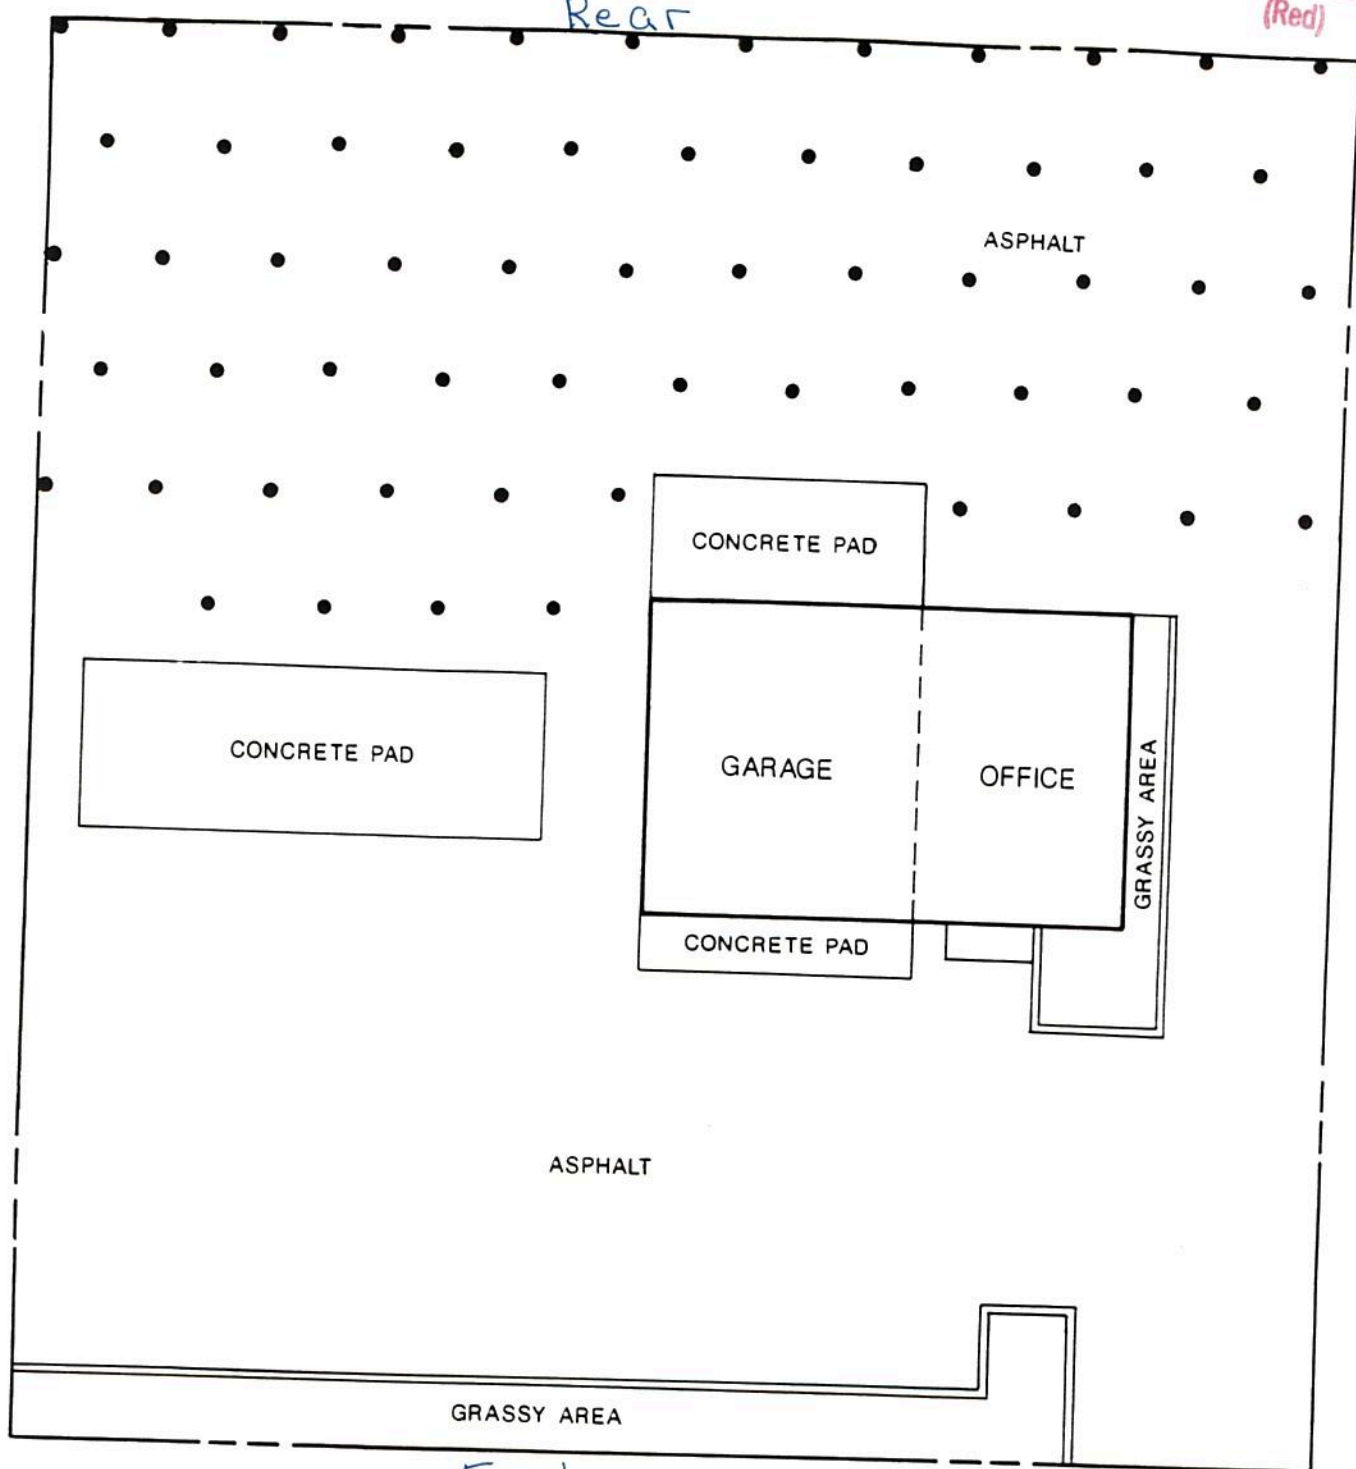 Rear
(Red)
ASPHALT
CONCRETE PAD
CONCRETE PAD
GARAGE
OFFICE
GRASSY AREA
CONCRETE PAD
ASPHALT
GRASSY AREA